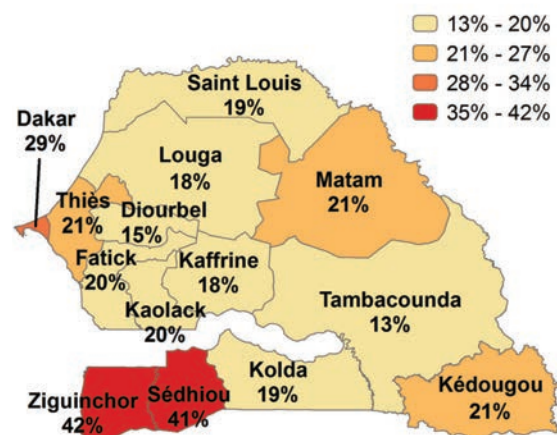 13% - 20%
21% - 27%
28% - 34%
35% - 42%
Saint Louis
19%
Dakar
29%
Louga
18%
Matam
21%
Thiès
21%
Diourbel
15%
Fatick
20%
Kaffrine
18%
Kaolack
20%
Tambacounda
13%
Ziguinchor
42%
Sédhiou
41%
Kolda
19%
Kédougou
21%